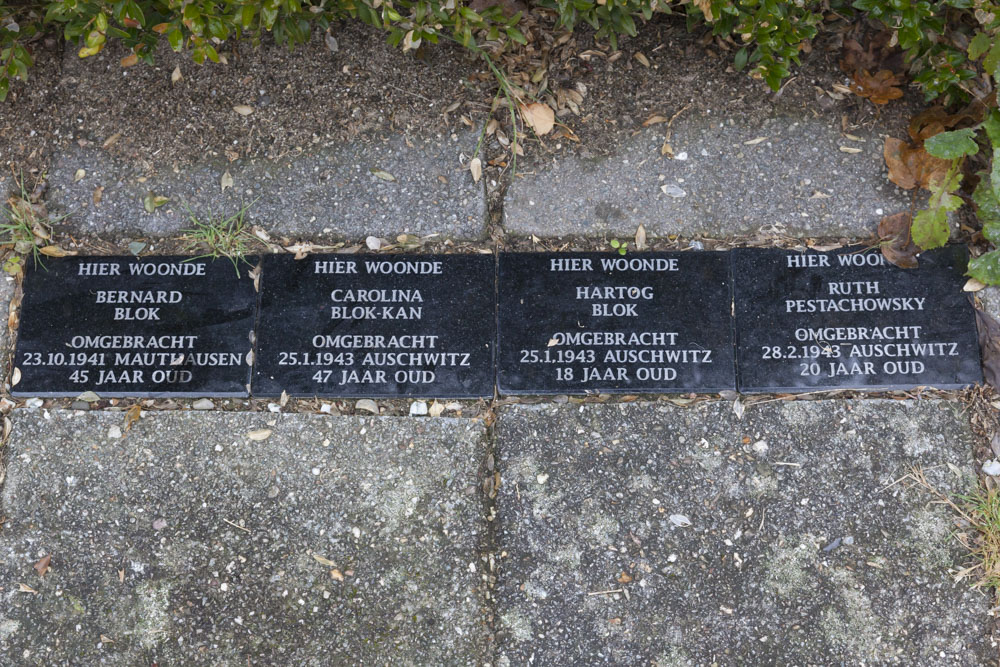 HIER WOONDE
BERNARD
BLOK
OMGEBRACHT
23.10.1941 MAUTHAUSEN
45 JAAR OUD
HIER WOONDE
CAROLINA
BLOK-KAN
OMGEBRACHT
25.1.1943 AUSCHWITZ
47 JAAR OUD
HIER WOONDE
HARTOG
BLOK
OMGEBRACHT
25.1.1943 AUSCHWITZ
18 JAAR OUD
HIER WOONDE
RUTH
PESTACHOWSKY
OMGEBRACHT
28.2.1943 AUSCHWITZ
20 JAAR OUD